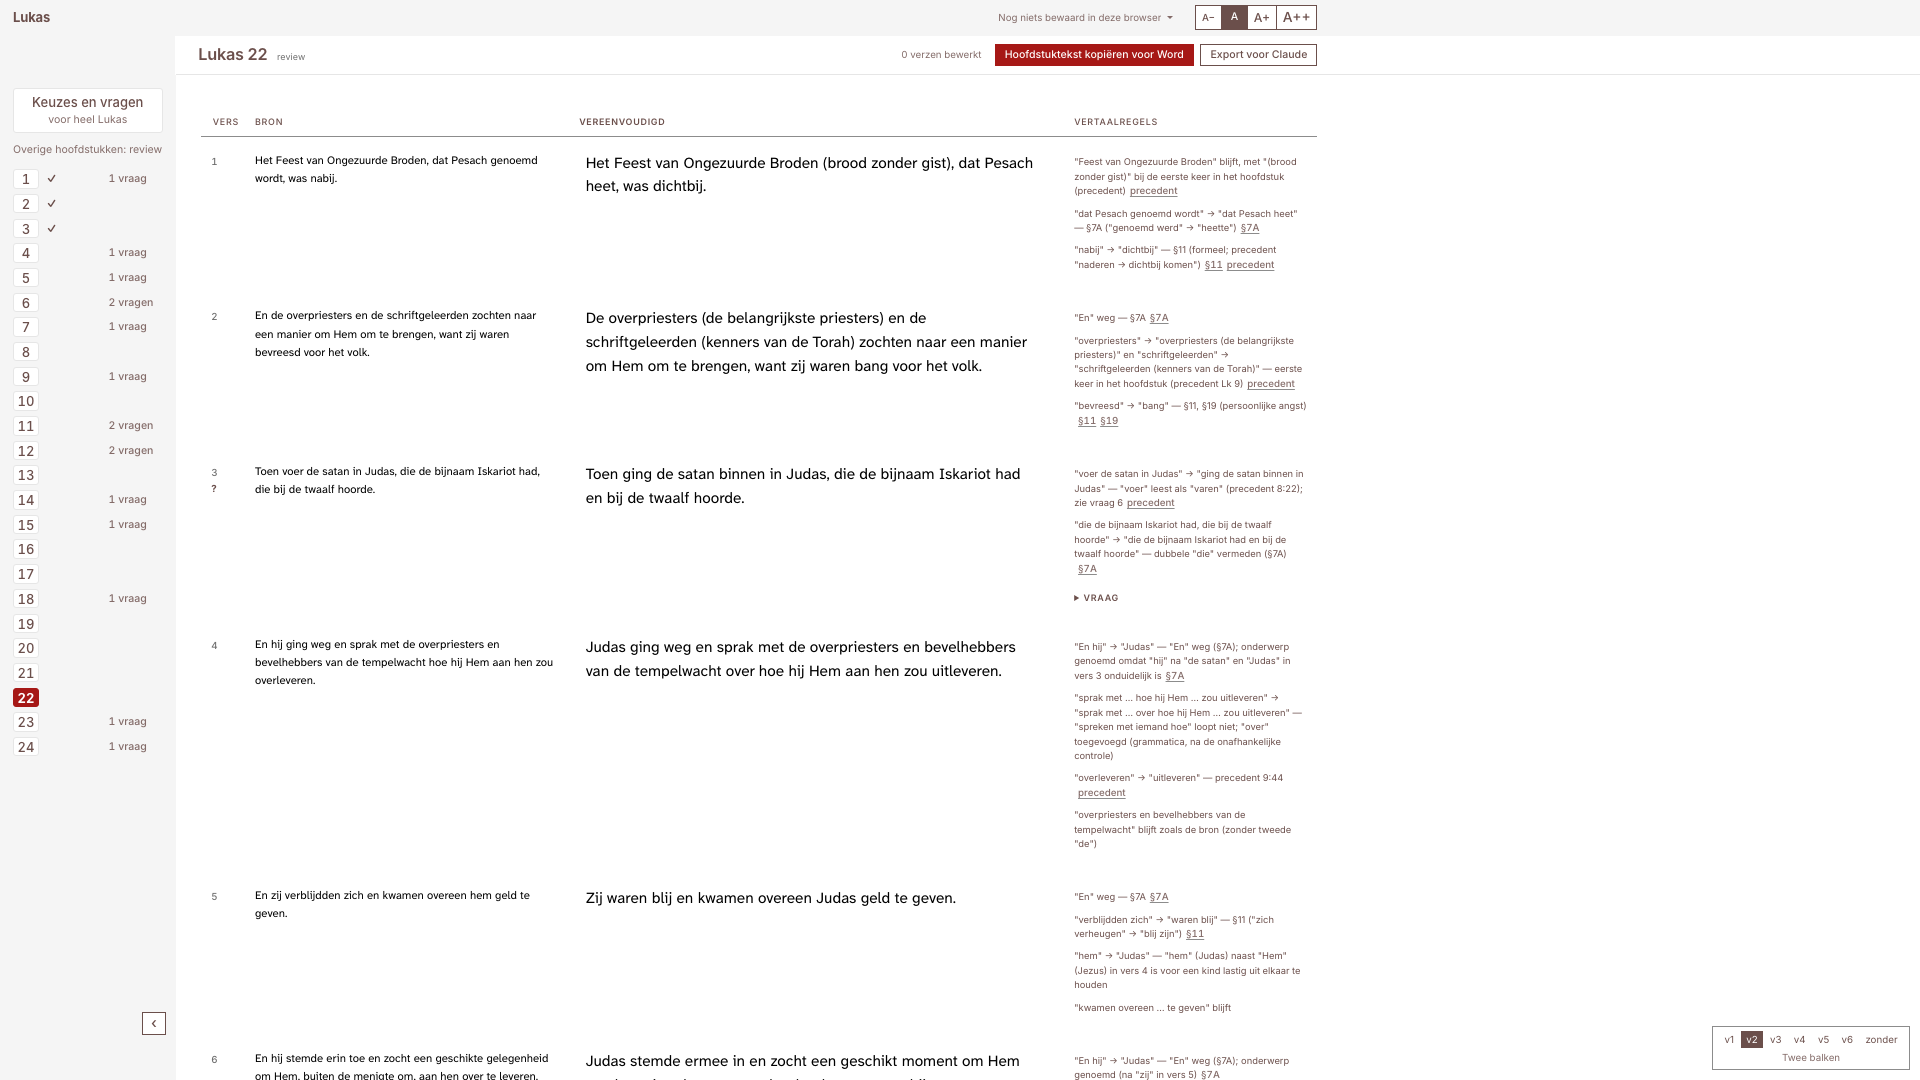 Lukas
Nog niets bewaard in deze browser
A−
A
A+
A++
Lukas 22 review
0 verzen bewerkt
Hoofdstuktekst kopiëren voor Word
Export voor Claude
Keuzes en vragen
voor heel Lukas
Overige hoofdstukken: review
1 ✓ 1 vraag
2 ✓
3 ✓
4 1 vraag
5 1 vraag
6 2 vragen
7 1 vraag
8
9 1 vraag
10
11 2 vragen
12 2 vragen
13
14 1 vraag
15 1 vraag
16
17
18 1 vraag
19
20
21
22
23 1 vraag
24 1 vraag
VERS
BRON
VEREENVOUDIGD
VERTAALREGELS
1
Het Feest van Ongezuurde Broden, dat Pesach genoemd
wordt, was nabij.
Het Feest van Ongezuurde Broden (brood zonder gist), dat Pesach
heet, was dichtbij.
"Feest van Ongezuurde Broden" blijft, met "(brood
zonder gist)" bij de eerste keer in het hoofdstuk
(precedent) precedent
"dat Pesach genoemd wordt" → "dat Pesach heet"
— §7A ("genoemd werd" → "heette") §7A
"nabij" → "dichtbij" — §11 (formeel; precedent
"naderen → dichtbij komen") §11 precedent
2
En de overpriesters en de schriftgeleerden zochten naar
een manier om Hem om te brengen, want zij waren
bevreesd voor het volk.
De overpriesters (de belangrijkste priesters) en de
schriftgeleerden (kenners van de Torah) zochten naar een manier
om Hem om te brengen, want zij waren bang voor het volk.
"En" weg — §7A §7A
"overpriesters" → "overpriesters (de belangrijkste
priesters)" en "schriftgeleerden" →
"schriftgeleerden (kenners van de Torah)" — eerste
keer in het hoofdstuk (precedent Lk 9) precedent
"bevreesd" → "bang" — §11, §19 (persoonlijke angst)
§11 §19
3
?
Toen voer de satan in Judas, die de bijnaam Iskariot had,
die bij de twaalf hoorde.
Toen ging de satan binnen in Judas, die de bijnaam Iskariot had
en bij de twaalf hoorde.
"voer de satan in Judas" → "ging de satan binnen in
Judas" — "voer" leest als "varen" (precedent 8:22);
zie vraag 6 precedent
"die de bijnaam Iskariot had, die bij de twaalf
hoorde" → "die de bijnaam Iskariot had en bij de
twaalf hoorde" — dubbele "die" vermeden (§7A)
§7A
▶ VRAAG
4
En hij ging weg en sprak met de overpriesters en
bevelhebbers van de tempelwacht hoe hij Hem aan hen zou
overleveren.
Judas ging weg en sprak met de overpriesters en bevelhebbers
van de tempelwacht over hoe hij Hem aan hen zou uitleveren.
"En hij" → "Judas" — "En" weg (§7A); onderwerp
genoemd omdat "hij" na "de satan" en "Judas" in
vers 3 onduidelijk is §7A
"sprak met ... hoe hij Hem ... zou uitleveren" →
"sprak met ... over hoe hij Hem ... zou uitleveren" —
"spreken met iemand hoe" loopt niet; "over"
toegevoegd (grammatica, na de onafhankelijke
controle)
"overleveren" → "uitleveren" — precedent 9:44
precedent
"overpriesters en bevelhebbers van de
tempelwacht" blijft zoals de bron (zonder tweede
"de")
5
En zij verblijdden zich en kwamen overeen hem geld te
geven.
Zij waren blij en kwamen overeen Judas geld te geven.
"En" weg — §7A §7A
"verblijdden zich" → "waren blij" — §11 ("zich
verheugen" → "blij zijn") §11
"hem" → "Judas" — "hem" (Judas) naast "Hem"
(Jezus) in vers 4 is voor een kind lastig uit elkaar te
houden
"kwamen overeen ... te geven" blijft
6
En hij stemde erin toe en zocht een geschikte gelegenheid
om Hem, buiten de menigte om, aan hen over te leveren.
Judas stemde ermee in en zocht een geschikt moment om Hem
"En hij" → "Judas" — "En" weg (§7A); onderwerp
genoemd (na "zij" in vers 5) §7A
‹
v1 v2 v3 v4 v5 v6 zonder
Twee balken